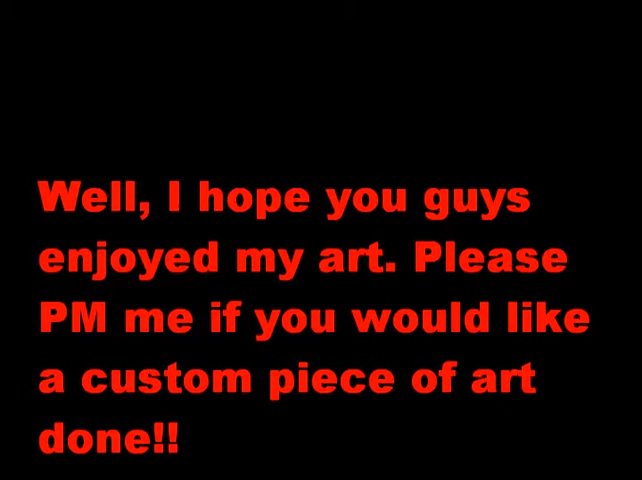 Well, I hope you guys
enjoyed my art. Please
PM me if you would like
a custom piece of art
done!!